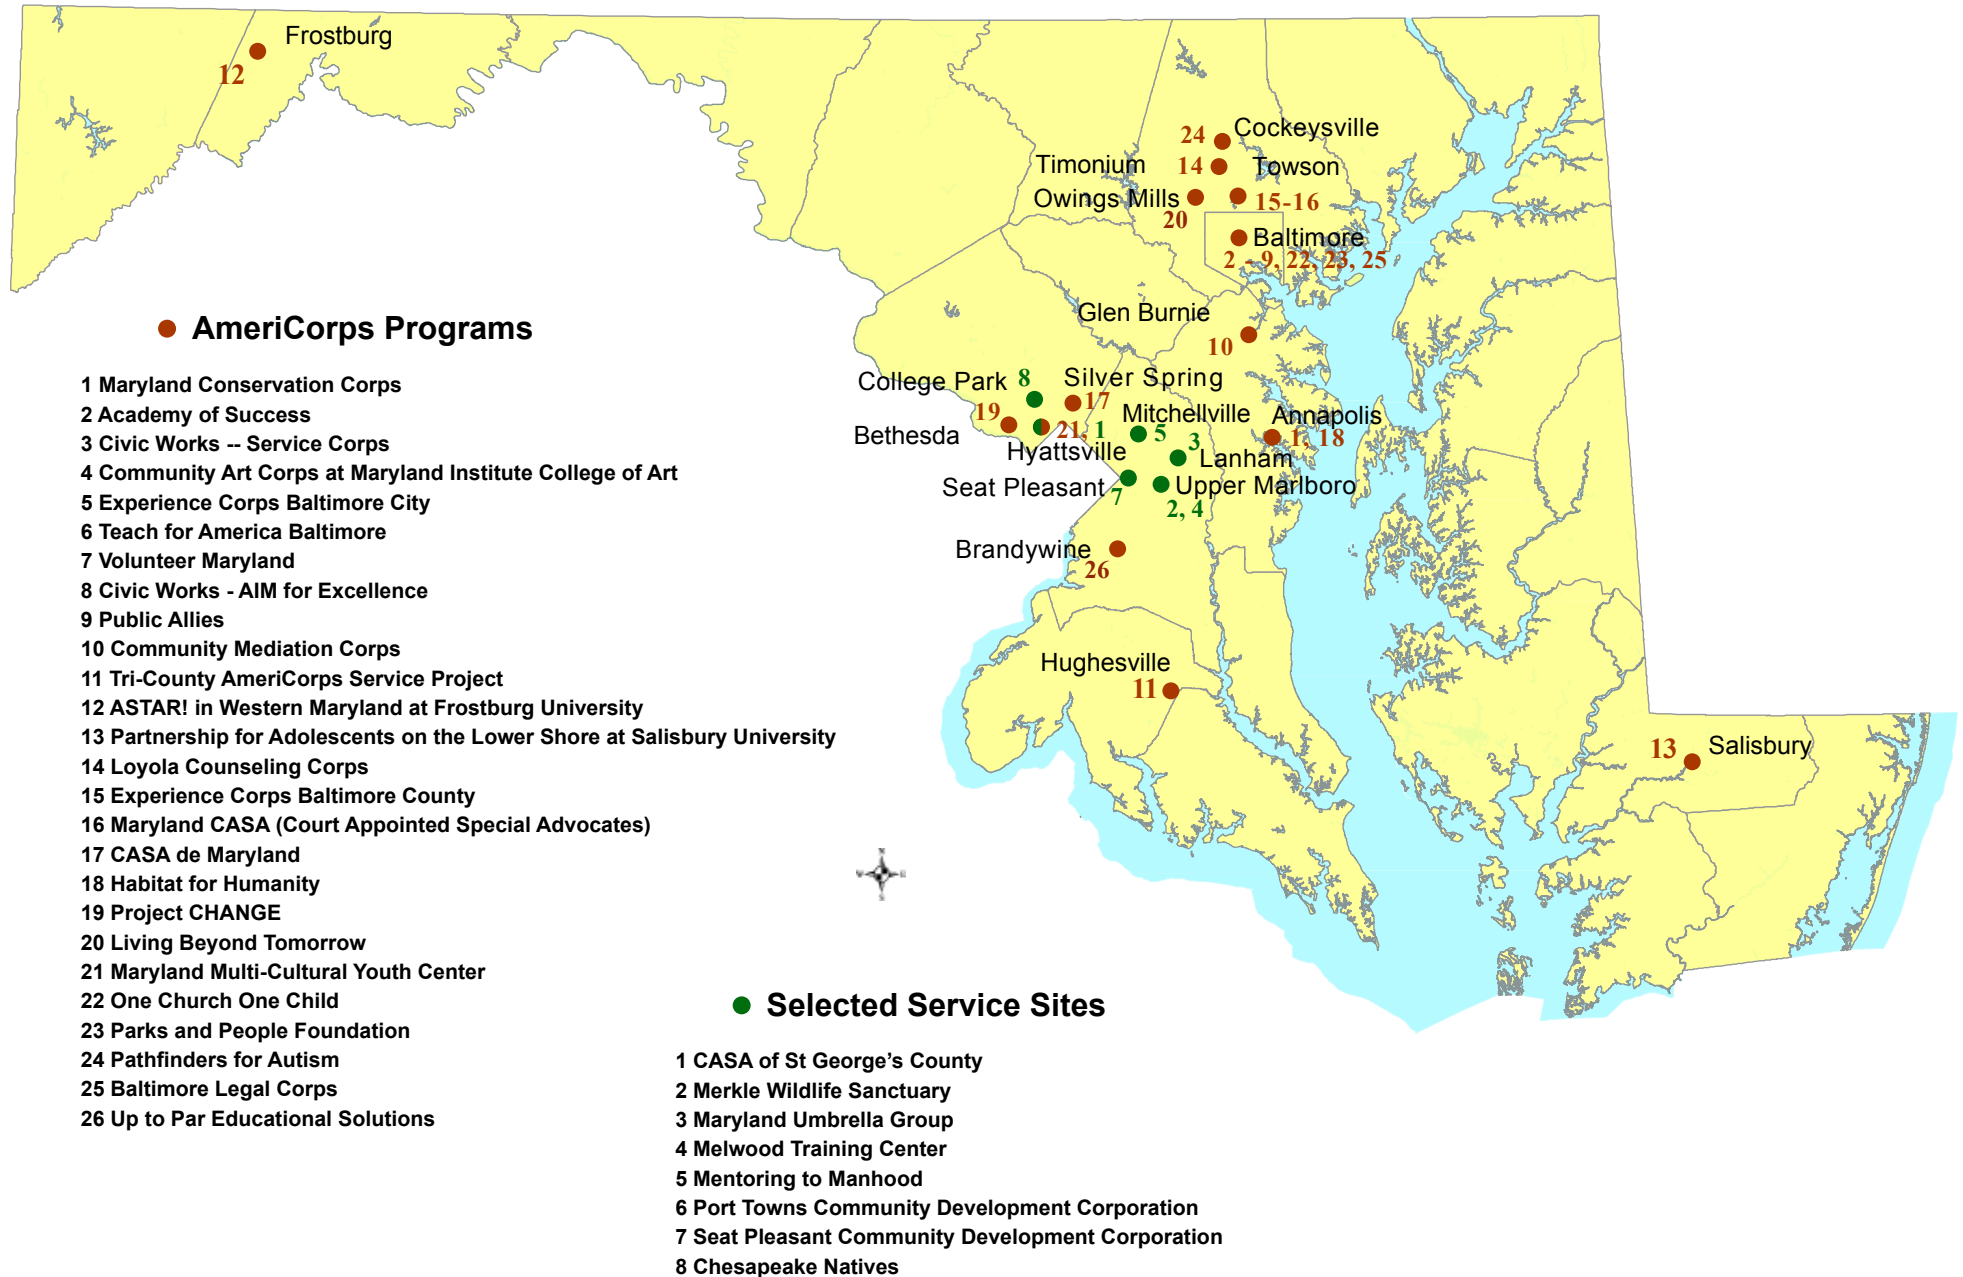 Frostburg
12
Cockeysville
24
Timonium
14
Towson
Owings Mills
15-16
20
Baltimore
2 - 9, 22, 23, 25
Glen Burnie
10
AmeriCorps Programs
1 Maryland Conservation Corps
2 Academy of Success
3 Civic Works -- Service Corps
4 Community Art Corps at Maryland Institute College of Art
5 Experience Corps Baltimore City
6 Teach for America Baltimore
7 Volunteer Maryland
8 Civic Works - AIM for Excellence
9 Public Allies
10 Community Mediation Corps
11 Tri-County AmeriCorps Service Project
12 ASTAR! in Western Maryland at Frostburg University
13 Partnership for Adolescents on the Lower Shore at Salisbury University
14 Loyola Counseling Corps
15 Experience Corps Baltimore County
16 Maryland CASA (Court Appointed Special Advocates)
17 CASA de Maryland
18 Habitat for Humanity
19 Project CHANGE
20 Living Beyond Tomorrow
21 Maryland Multi-Cultural Youth Center
22 One Church One Child
23 Parks and People Foundation
24 Pathfinders for Autism
25 Baltimore Legal Corps
26 Up to Par Educational Solutions
College Park
8
Silver Spring
17
19
Mitchellville
Annapolis
Bethesda
21, 1
5
1, 18
Hyattsville
3
Lanham
Seat Pleasant
7
Upper Marlboro
2, 4
Brandywine
26
Hughesville
11
13
Salisbury
Selected Service Sites
1 CASA of St George’s County
2 Merkle Wildlife Sanctuary
3 Maryland Umbrella Group
4 Melwood Training Center
5 Mentoring to Manhood
6 Port Towns Community Development Corporation
7 Seat Pleasant Community Development Corporation
8 Chesapeake Natives